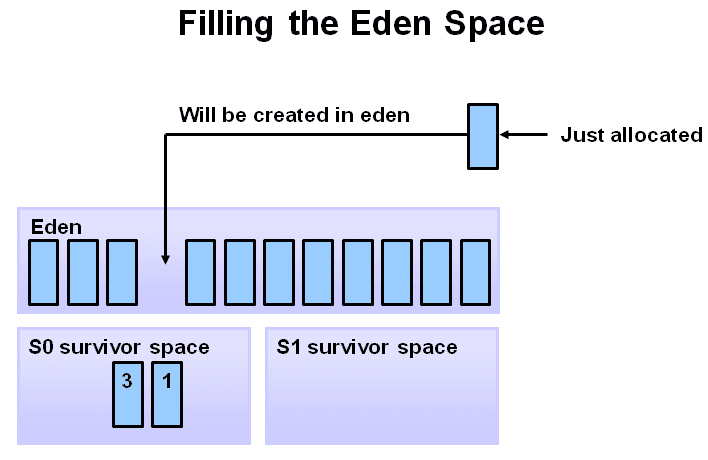 Filling the Eden Space
Will be created in eden
Just allocated
Eden
S0 survivor space
S1 survivor space
3
1